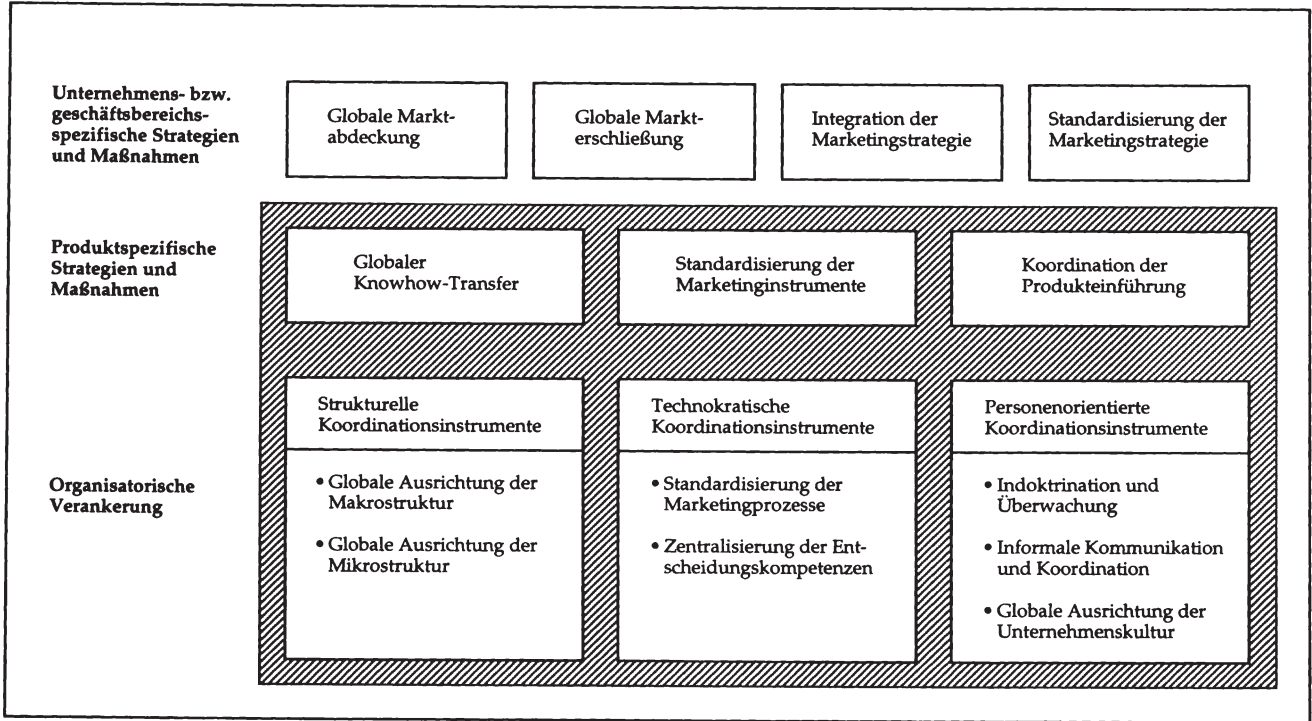 Unternehmens- bzw.
geschäftsbereichs-
spezifische Strategien
und Maßnahmen
Globale Markt-
abdeckung
Globale Markt-
erschließung
Integration der
Marketingstrategie
Standardisierung der
Marketingstrategie
Produktspezifische
Strategien und
Maßnahmen
Globaler
Knowhow-Transfer
Standardisierung der
Marketinginstrumente
Koordination der
Produkteinführung
Organisatorische
Verankerung
Strukturelle
Koordinationsinstrumente
• Globale Ausrichtung der
Makrostruktur
• Globale Ausrichtung der
Mikrostruktur
Technokratische
Koordinationsinstrumente
• Standardisierung der
Marketingprozesse
• Zentralisierung der Ent-
scheidungskompetenzen
Personenorientierte
Koordinationsinstrumente
• Indoktrination und
Überwachung
• Informale Kommunikation
und Koordination
• Globale Ausrichtung der
Unternehmenskultur